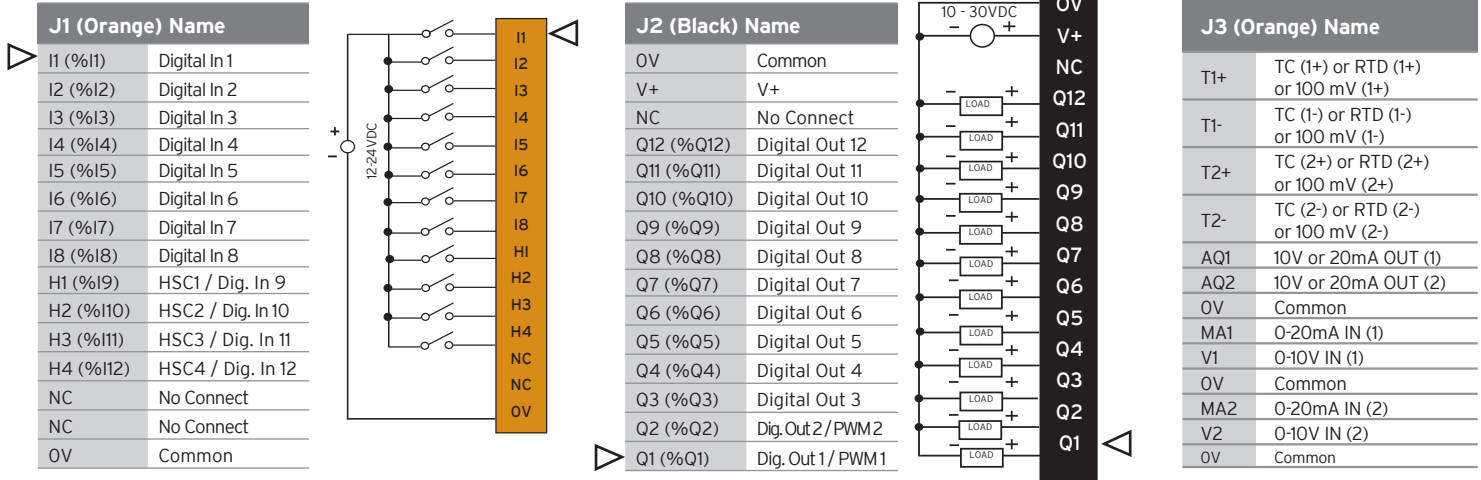 J1 (Orange) Name
I1 (%I1) Digital In 1
I2 (%I2) Digital In 2
I3 (%I3) Digital In 3
I4 (%I4) Digital In 4
I5 (%I5) Digital In 5
I6 (%I6) Digital In 6
I7 (%I7) Digital In 7
I8 (%I8) Digital In 8
H1 (%I9) HSC1 / Dig. In 9
H2 (%I10) HSC2 / Dig. In 10
H3 (%I11) HSC3 / Dig. In 11
H4 (%I12) HSC4 / Dig. In 12
NC No Connect
NC No Connect
0V Common
+
12-24VDC
–
I1
I2
I3
I4
I5
I6
I7
I8
H1
H2
H3
H4
NC
NC
0V
J2 (Black) Name
0V Common
V+ V+
NC No Connect
Q12 (%Q12) Digital Out 12
Q11 (%Q11) Digital Out 11
Q10 (%Q10) Digital Out 10
Q9 (%Q9) Digital Out 9
Q8 (%Q8) Digital Out 8
Q7 (%Q7) Digital Out 7
Q6 (%Q6) Digital Out 6
Q5 (%Q5) Digital Out 5
Q4 (%Q4) Digital Out 4
Q3 (%Q3) Digital Out 3
Q2 (%Q2) Dig. Out 2 / PWM 2
Q1 (%Q1) Dig. Out 1 / PWM 1
10 - 30VDC 0V
– + V+
NC
– LOAD + Q12
– LOAD + Q11
– LOAD + Q10
– LOAD + Q9
– LOAD + Q8
– LOAD + Q7
– LOAD + Q6
– LOAD + Q5
– LOAD + Q4
– LOAD + Q3
– LOAD + Q2
– LOAD + Q1
J3 (Orange) Name
T1+ TC (1+) or RTD (1+)
or 100 mV (1+)
T1- TC (1-) or RTD (1-)
or 100 mV (1-)
T2+ TC (2+) or RTD (2+)
or 100 mV (2+)
T2- TC (2-) or RTD (2-)
or 100 mV (2-)
AQ1 10V or 20mA OUT (1)
AQ2 10V or 20mA OUT (2)
0V Common
MA1 0-20mA IN (1)
V1 0-10V IN (1)
0V Common
MA2 0-20mA IN (2)
V2 0-10V IN (2)
0V Common